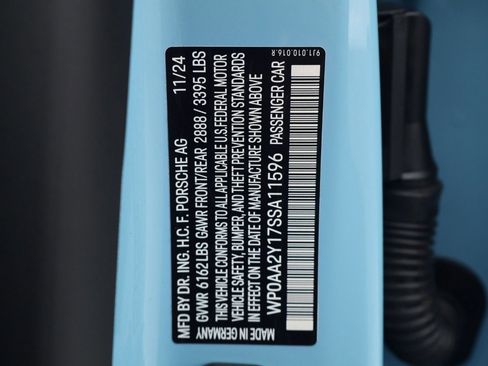 MFD BY DR. ING. H.C. F. PORSCHE AG 11/24
GVWR 6162LBS GAWR FRONT/REAR 2888/ 3395 LBS
THIS VEHICLE CONFORMS TO ALL APPLICABLE U.S. FEDERAL MOTOR
VEHICLE SAFETY, BUMPER, AND THEFT PREVENTION STANDARDS
IN EFFECT ON THE DATE OF MANUFACTURE SHOWN ABOVE
WP0AA2Y17SSA11596 PASSENGER CAR
MADE IN GERMANY
9J1.010.016.R